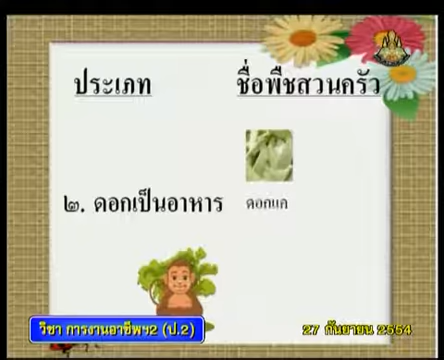 ประเภท ชื่อพืชสวนครัว
๒. ดอกเป็นอาหาร ดอกแค
วิชา การงานอาชีพฯ2 (ป.2) 27 กันยายน 2554